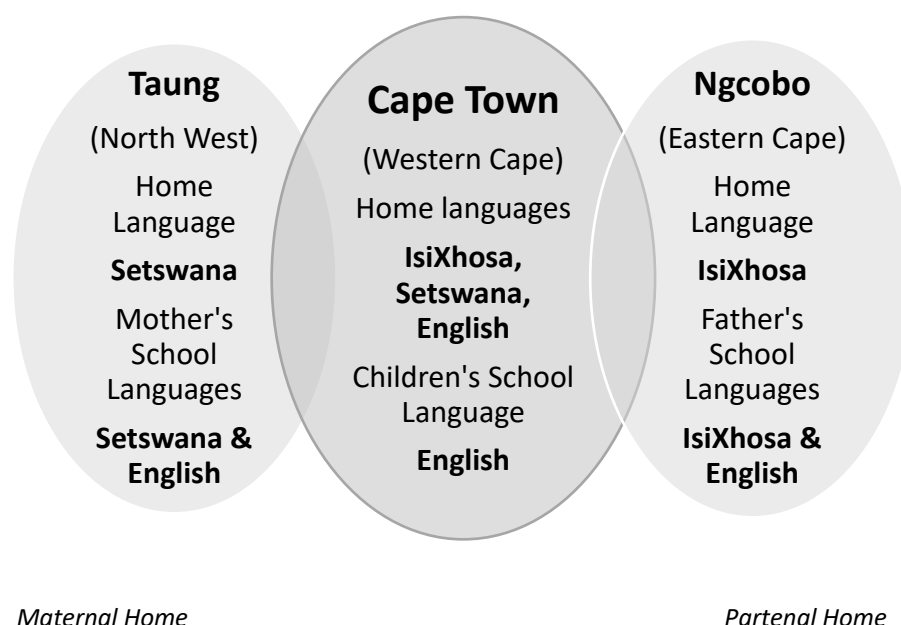 Taung
(North West)
Home
Language
Setswana
Mother's
School
Languages
Setswana &
English
Cape Town
(Western Cape)
Home languages
IsiXhosa,
Setswana,
English
Children's School
Language
English
Ngcobo
(Eastern Cape)
Home
Language
IsiXhosa
Father's
School
Languages
IsiXhosa &
English
Maternal Home
Partenal Home